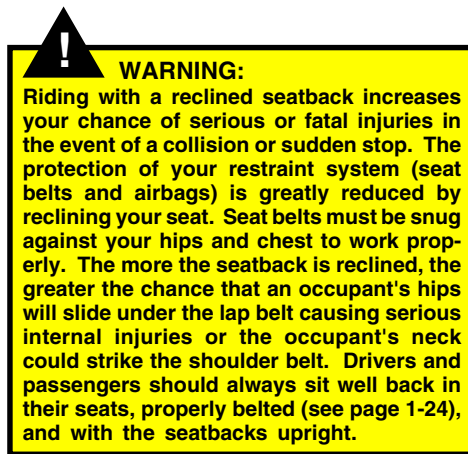 !
WARNING:
Riding with a reclined seatback increases
your chance of serious or fatal injuries in
the event of a collision or sudden stop. The
protection of your restraint system (seat
belts and airbags) is greatly reduced by
reclining your seat. Seat belts must be snug
against your hips and chest to work prop-
erly. The more the seatback is reclined, the
greater the chance that an occupant's hips
will slide under the lap belt causing serious
internal injuries or the occupant's neck
could strike the shoulder belt. Drivers and
passengers should always sit well back in
their seats, properly belted (see page 1-24),
and with the seatbacks upright.